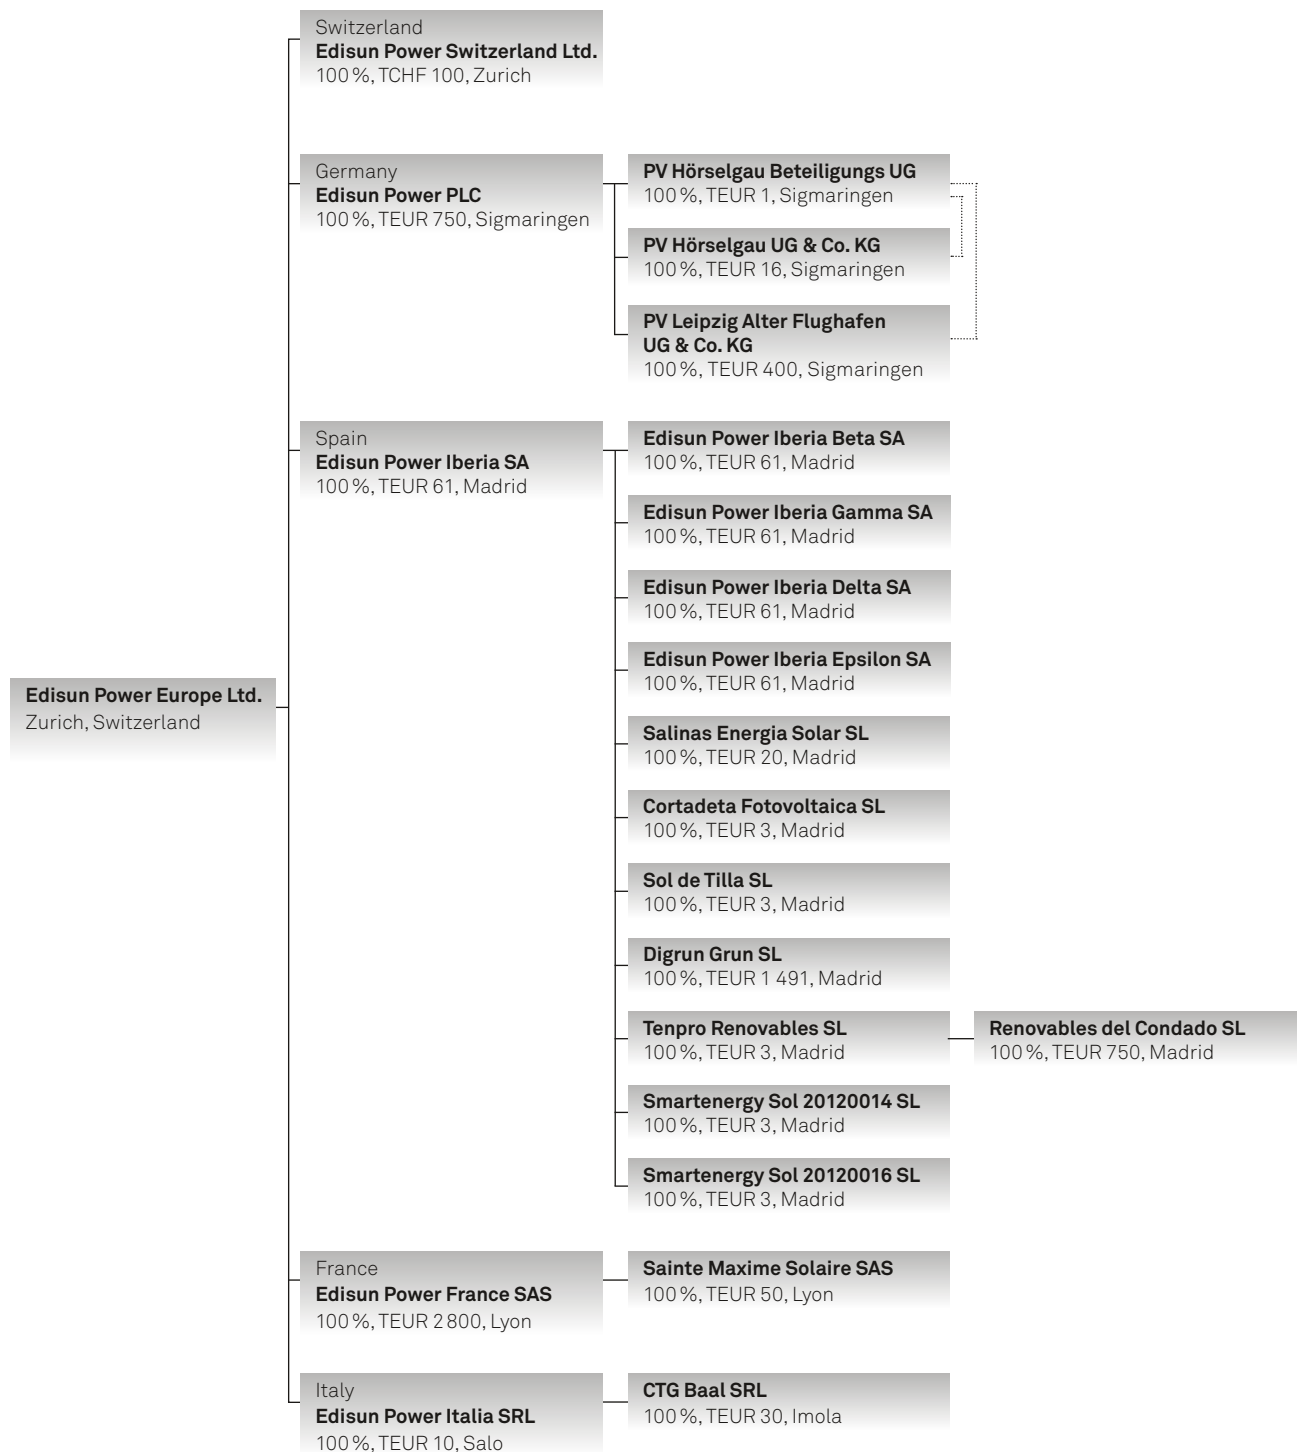 Switzerland
Edisun Power Switzerland Ltd.
100 %, TCHF 100, Zurich
Germany
Edisun Power PLC
100 %, TEUR 750, Sigmaringen
PV Hörselgau Beteiligungs UG
100 %, TEUR 1, Sigmaringen
PV Hörselgau UG & Co. KG
100 %, TEUR 16, Sigmaringen
PV Leipzig Alter Flughafen
UG & Co. KG
100 %, TEUR 400, Sigmaringen
Spain
Edisun Power Iberia SA
100 %, TEUR 61, Madrid
Edisun Power Iberia Beta SA
100 %, TEUR 61, Madrid
Edisun Power Iberia Gamma SA
100 %, TEUR 61, Madrid
Edisun Power Iberia Delta SA
100 %, TEUR 61, Madrid
Edisun Power Iberia Epsilon SA
100 %, TEUR 61, Madrid
Edisun Power Europe Ltd.
Zurich, Switzerland
Salinas Energia Solar SL
100 %, TEUR 20, Madrid
Cortadeta Fotovoltaica SL
100 %, TEUR 3, Madrid
Sol de Tilla SL
100 %, TEUR 3, Madrid
Digrun Grun SL
100 %, TEUR 1 491, Madrid
Tenpro Renovables SL
100 %, TEUR 3, Madrid
Renovables del Condado SL
100 %, TEUR 750, Madrid
Smartenergy Sol 20120014 SL
100 %, TEUR 3, Madrid
Smartenergy Sol 20120016 SL
100 %, TEUR 3, Madrid
France
Edisun Power France SAS
100 %, TEUR 2 800, Lyon
Sainte Maxime Solaire SAS
100 %, TEUR 50, Lyon
Italy
Edisun Power Italia SRL
100 %, TEUR 10, Salo
CTG Baal SRL
100 %, TEUR 30, Imola